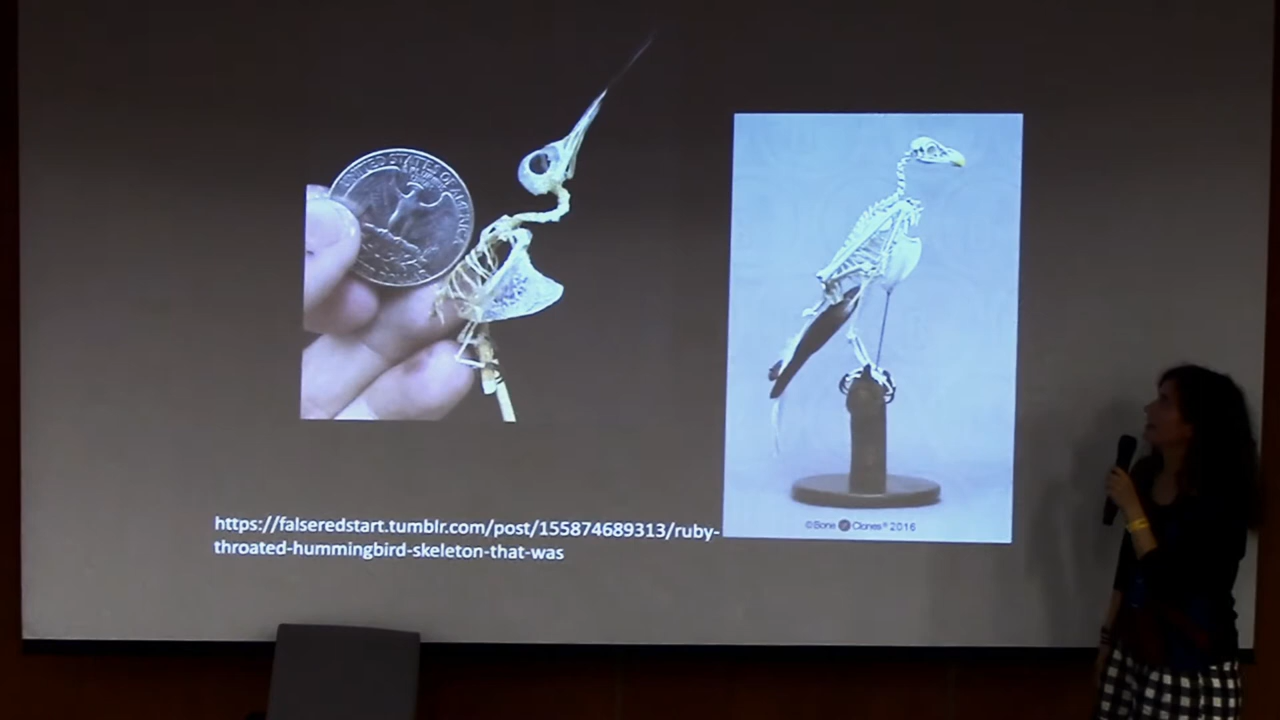 UNITED STATES OF AMERICA
https://falseredstart.tumblr.com/post/155874689313/ruby-
throated-hummingbird-skeleton-that-was
©Bone Clones® 2016